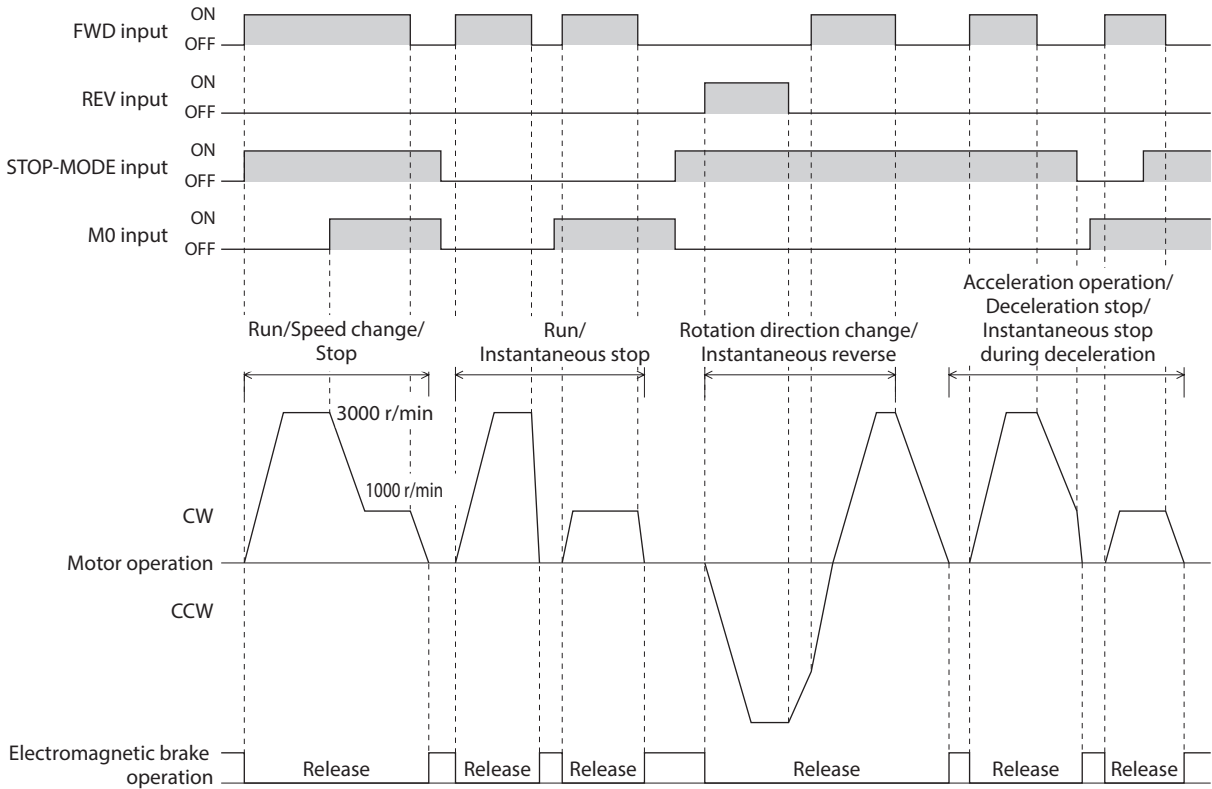 ON
FWD input
OFF
ON
REV input
OFF
ON
STOP-MODE input
OFF
ON
M0 input
OFF
Run/Speed change/
Stop
Run/
Instantaneous stop
Rotation direction change/
Instantaneous reverse
Acceleration operation/
Deceleration stop/
Instantaneous stop
during deceleration
3000 r/min
1000 r/min
CW
Motor operation
CCW
Electromagnetic brake
operation
Release
Release
Release
Release
Release
Release